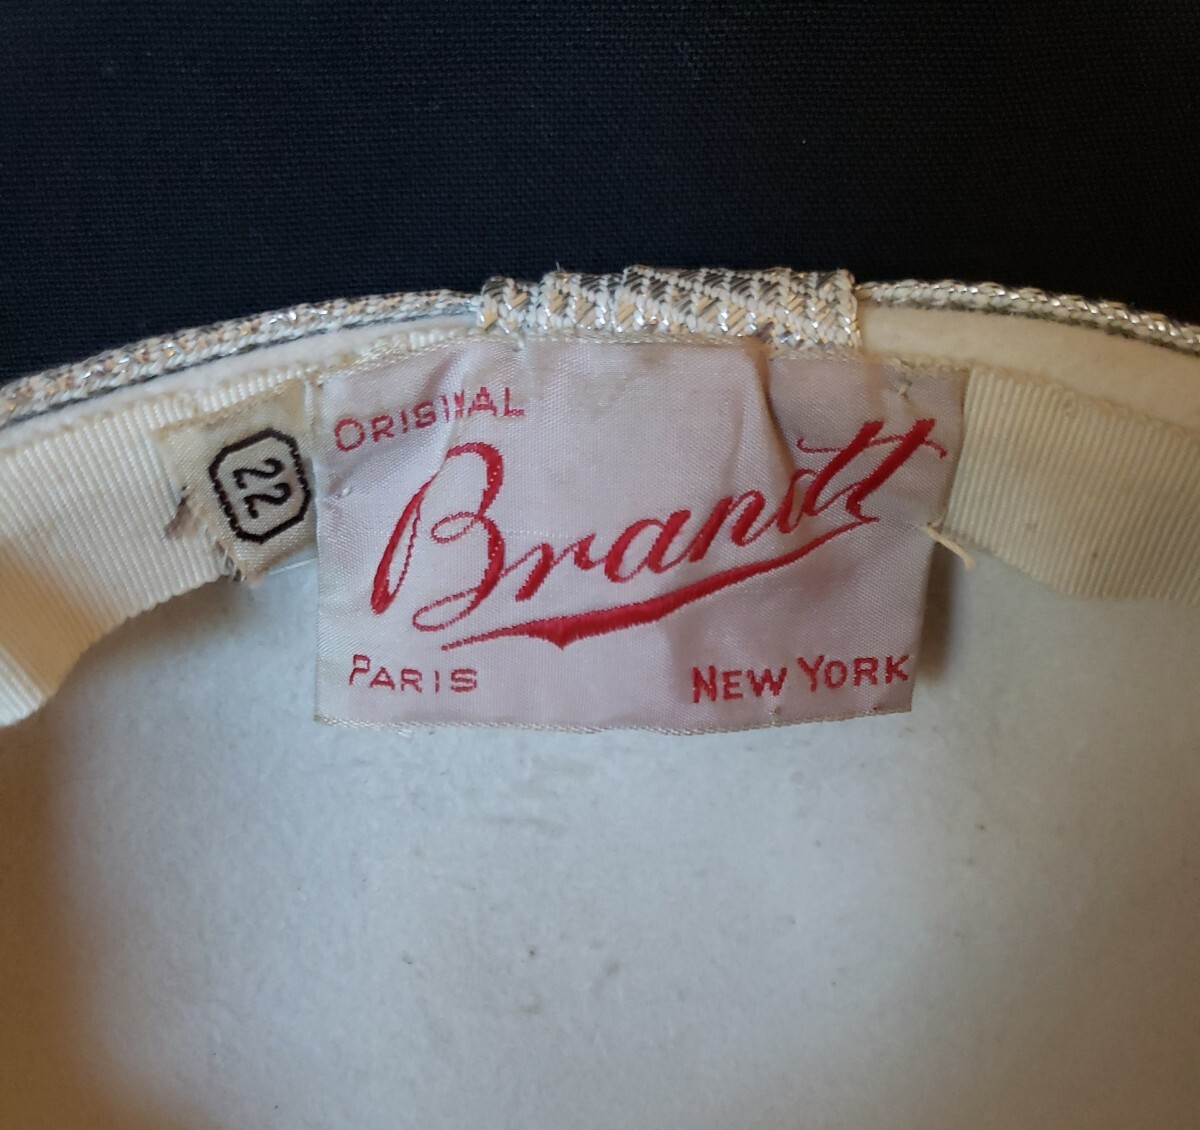 ORIGINAL
22
Brandt
PARIS NEW YORK